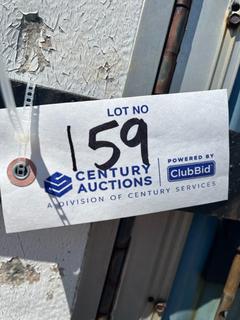 LOT NO
159
CENTURY
AUCTIONS
POWERED BY
ClubBid
A DIVISION OF CENTURY SERVICES